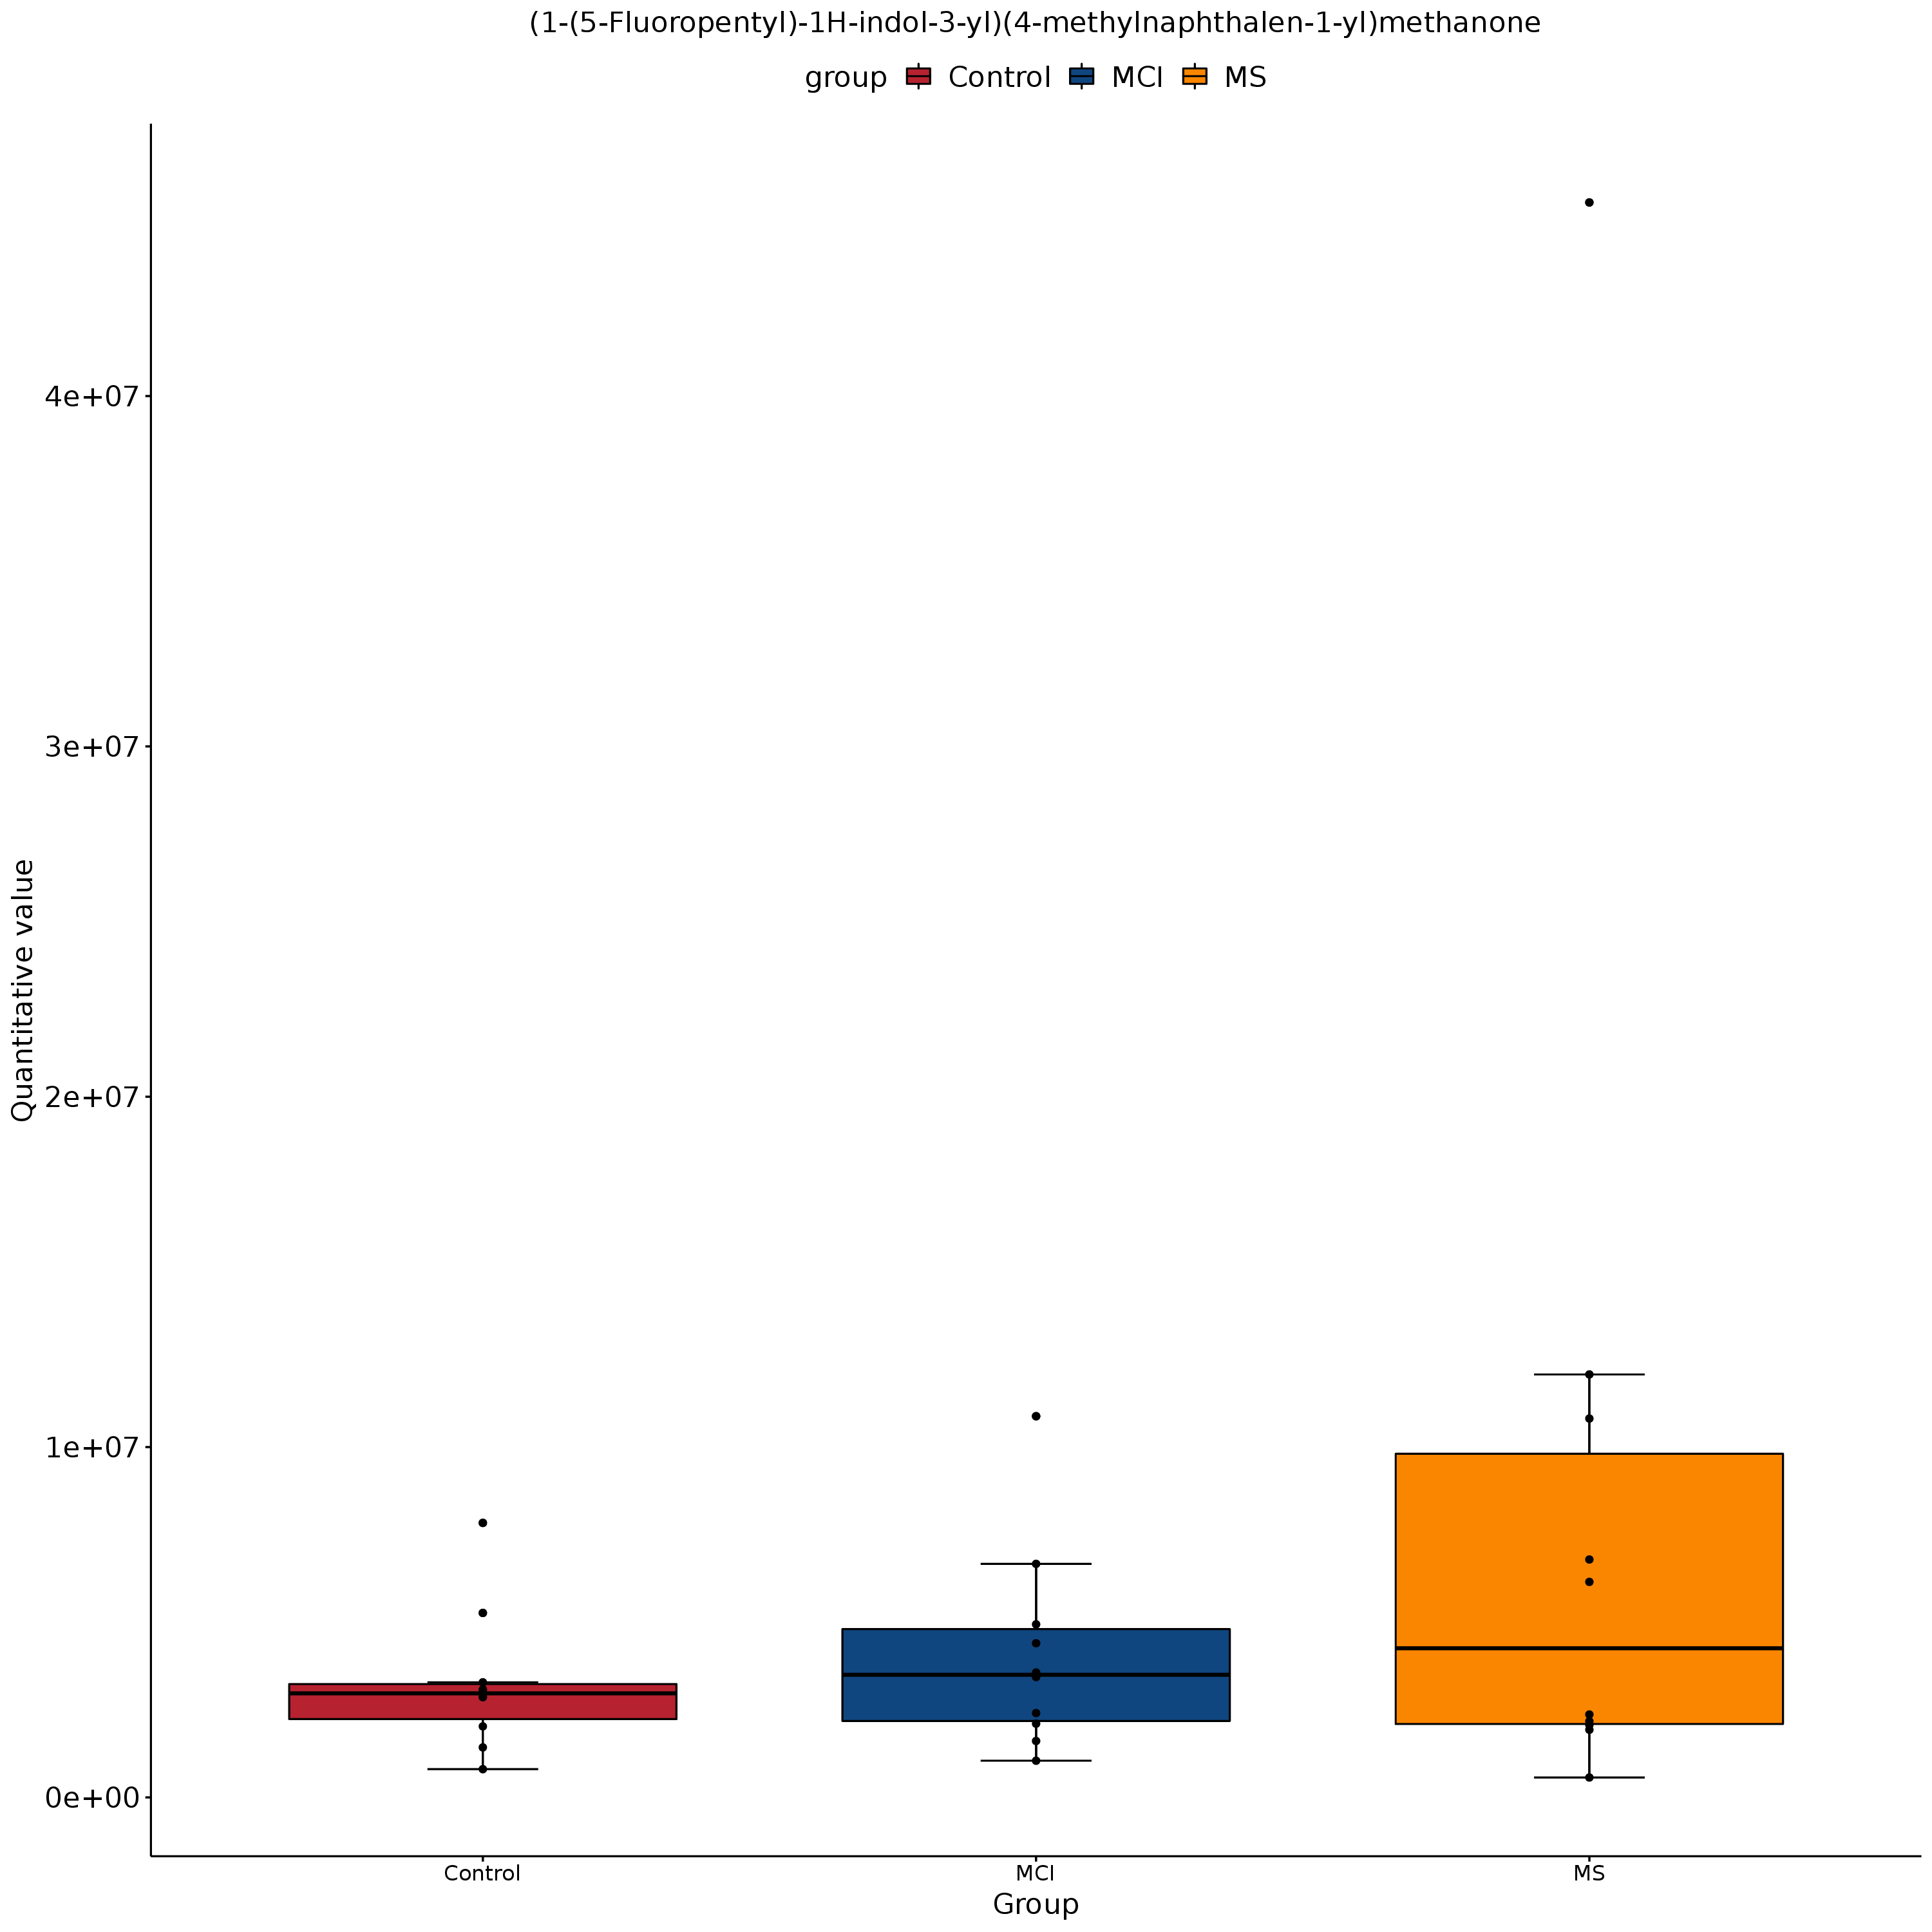 (1-(5-Fluoropentyl)-1H-indol-3-yl)(4-methylnaphthalen-1-yl)methanone
group Control MCI MS
Quantitative value
4e+07
3e+07
2e+07
1e+07
0e+00
Control MCI MS
Group